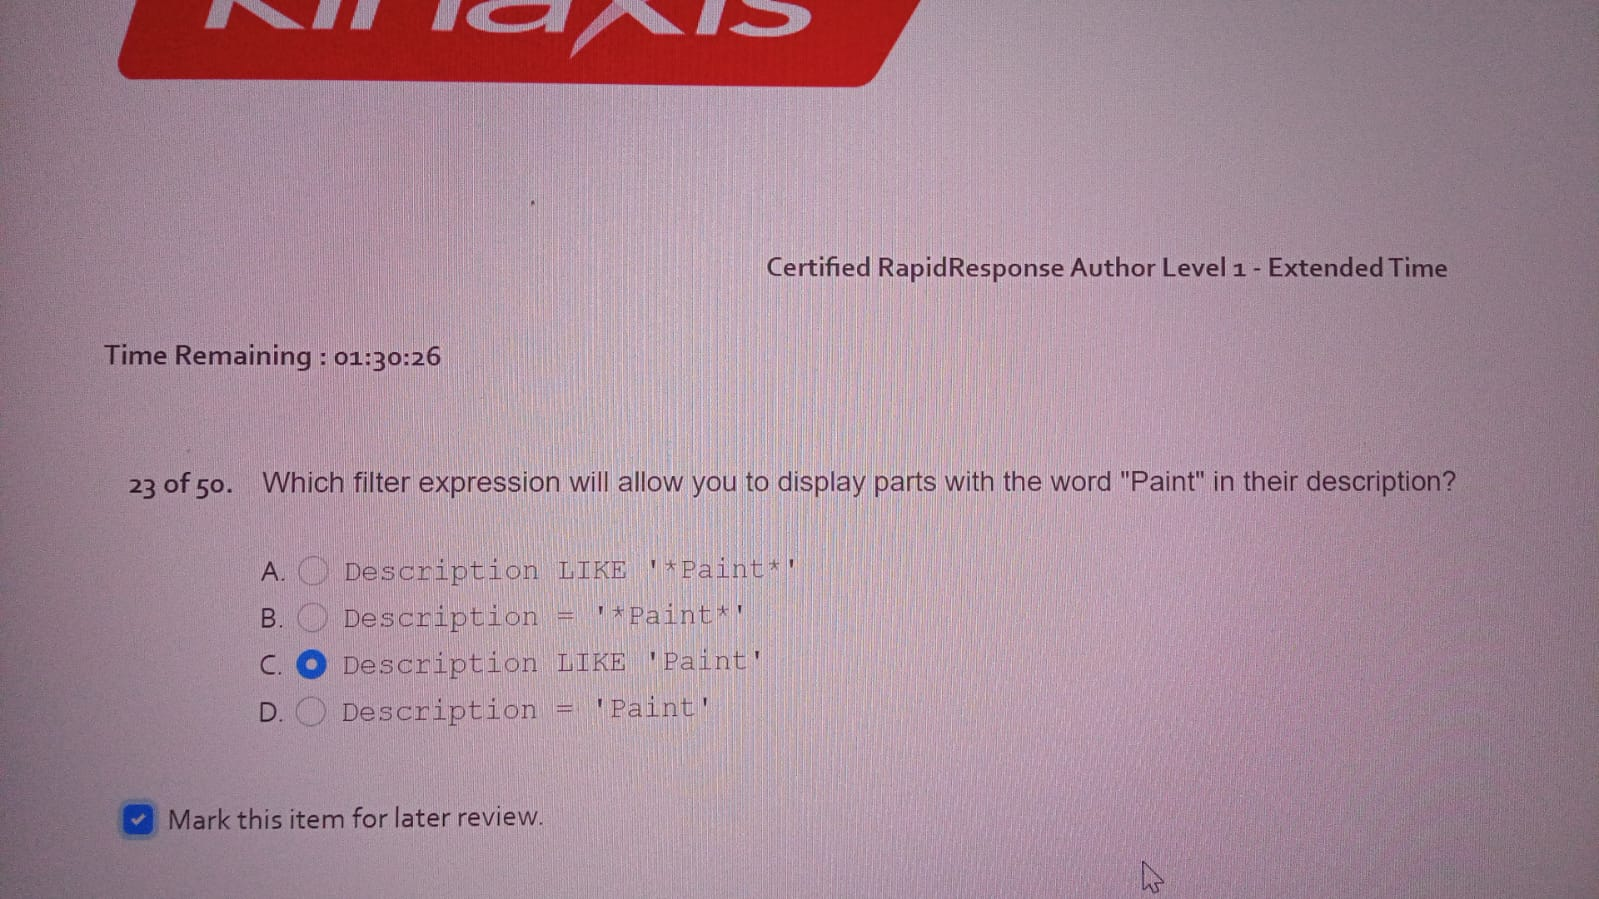 kinaxis
Certified RapidResponse Author Level 1 - Extended Time
Time Remaining : 01:30:26
23 of 50. Which filter expression will allow you to display parts with the word "Paint" in their description?
A. Description LIKE '*Paint*'
B. Description = '*Paint*'
C. Description LIKE 'Paint'
D. Description = 'Paint'
Mark this item for later review.